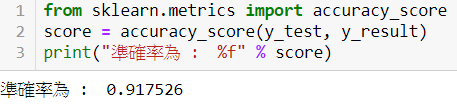 1 from sklearn.metrics import accuracy_score
2 score = accuracy_score(y_test, y_result)
3 print("準確率為 : %f" % score)
準確率為 : 0.917526